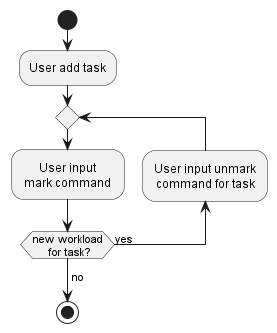 User add task
User input
mark command
User input unmark
command for task
new workload
for task?
yes
no